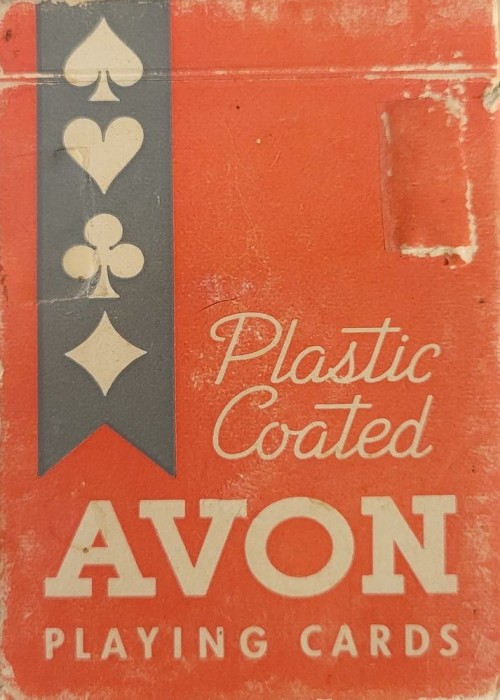 Plastic
Coated
AVON
PLAYING CARDS